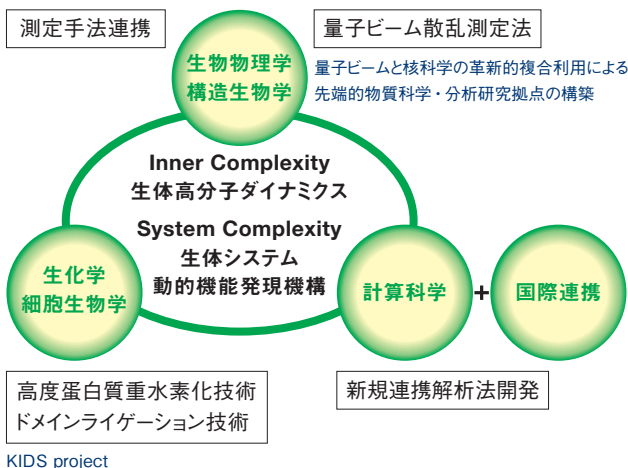 測定手法連携
量子ビーム散乱測定法
生物物理学
構造生物学
量子ビームと核科学の革新的複合利用による
先端的物質科学・分析研究拠点の構築
Inner Complexity
生体高分子ダイナミクス
System Complexity
生体システム
動的機能発現機構
生化学
細胞生物学
計算科学
+
国際連携
高度蛋白質重水素化技術
ドメインライゲーション技術
新規連携解析法開発
KIDS project